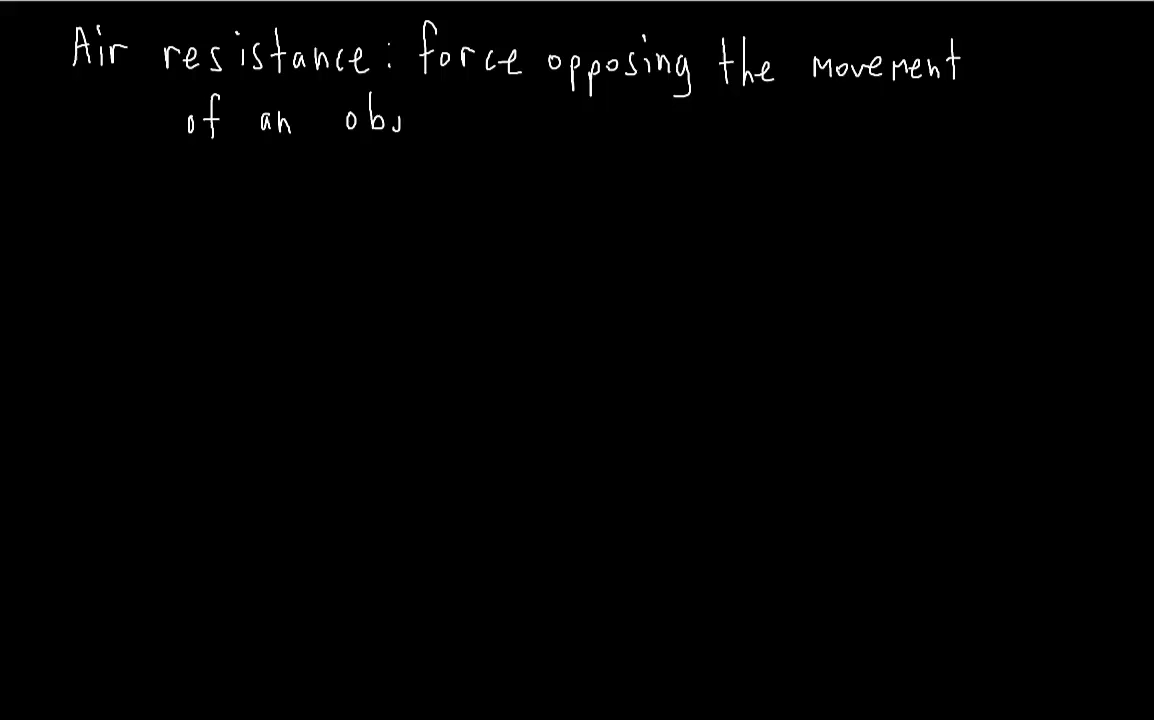 Air resistance: force opposing the movement
of an obj